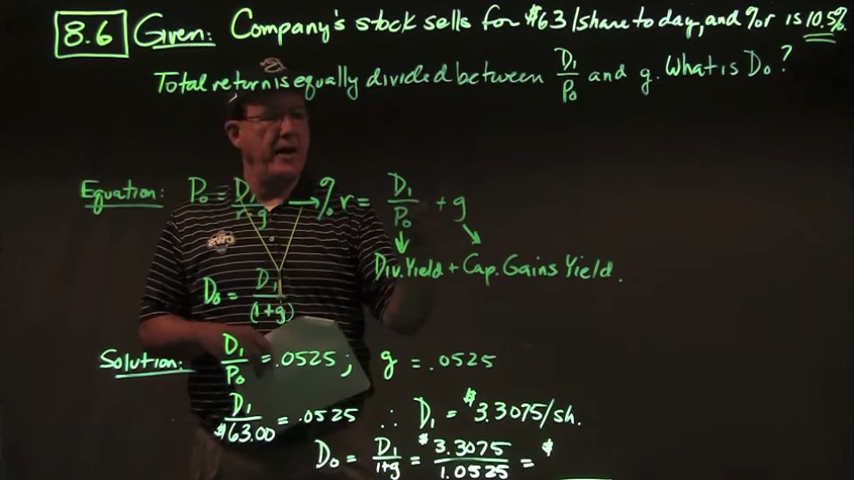 8.6 Given: Company's stock sells for $63/share today, and %r is 10.5%.
Total return is equally divided between D1/P0 and g. What is D0?
Equation: P0 = D1/r-g → %r = D1/P0 + g
Div. Yield + Cap. Gains Yield.
D0 = D1/(1+g)
Solution: D1/P0 = .0525; g = .0525
D1/$63.00 = .0525 ∴ D1 = $3.3075/sh.
D0 = D1/1+g = $3.3075/1.0525 = $